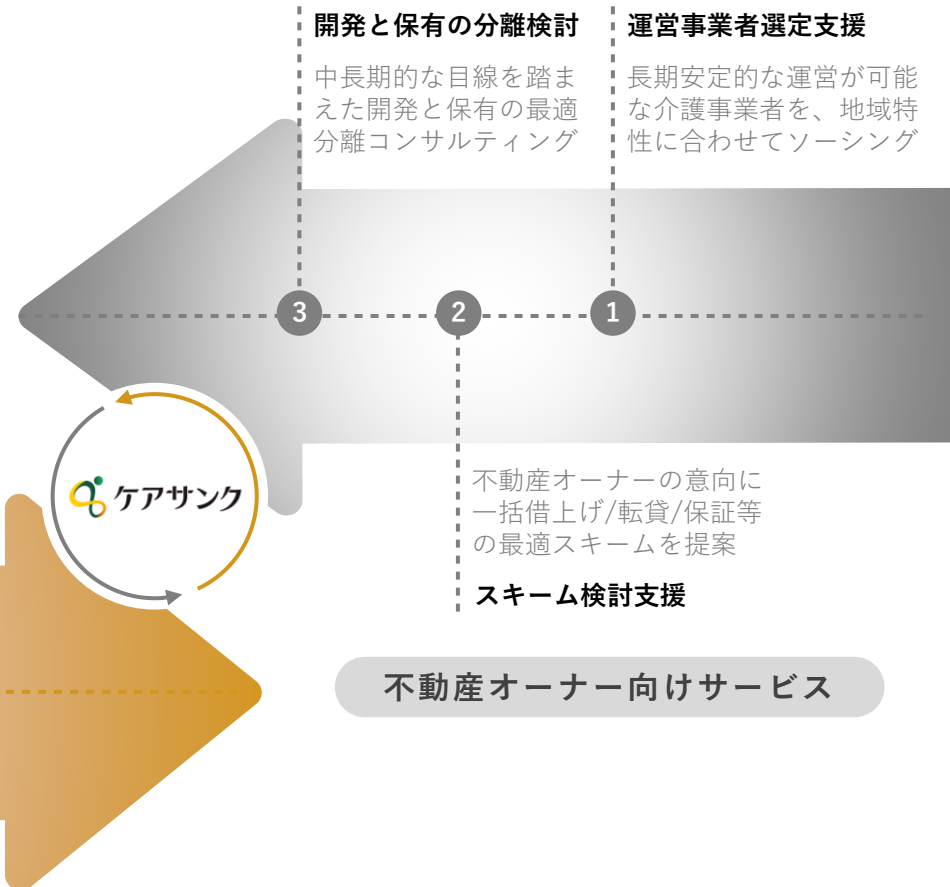 開発と保有の分離検討
中長期的な目線を踏ま
えた開発と保有の最適
分離コンサルティング
運営事業者選定支援
長期安定的な運営が可能
な介護事業者を、地域特
性に合わせてソーシング
3
2
1
ケアサンク
不動産オーナーの意向に
一括借上げ/転貸/保証等
の最適スキームを提案
スキーム検討支援
不動産オーナー向けサービス